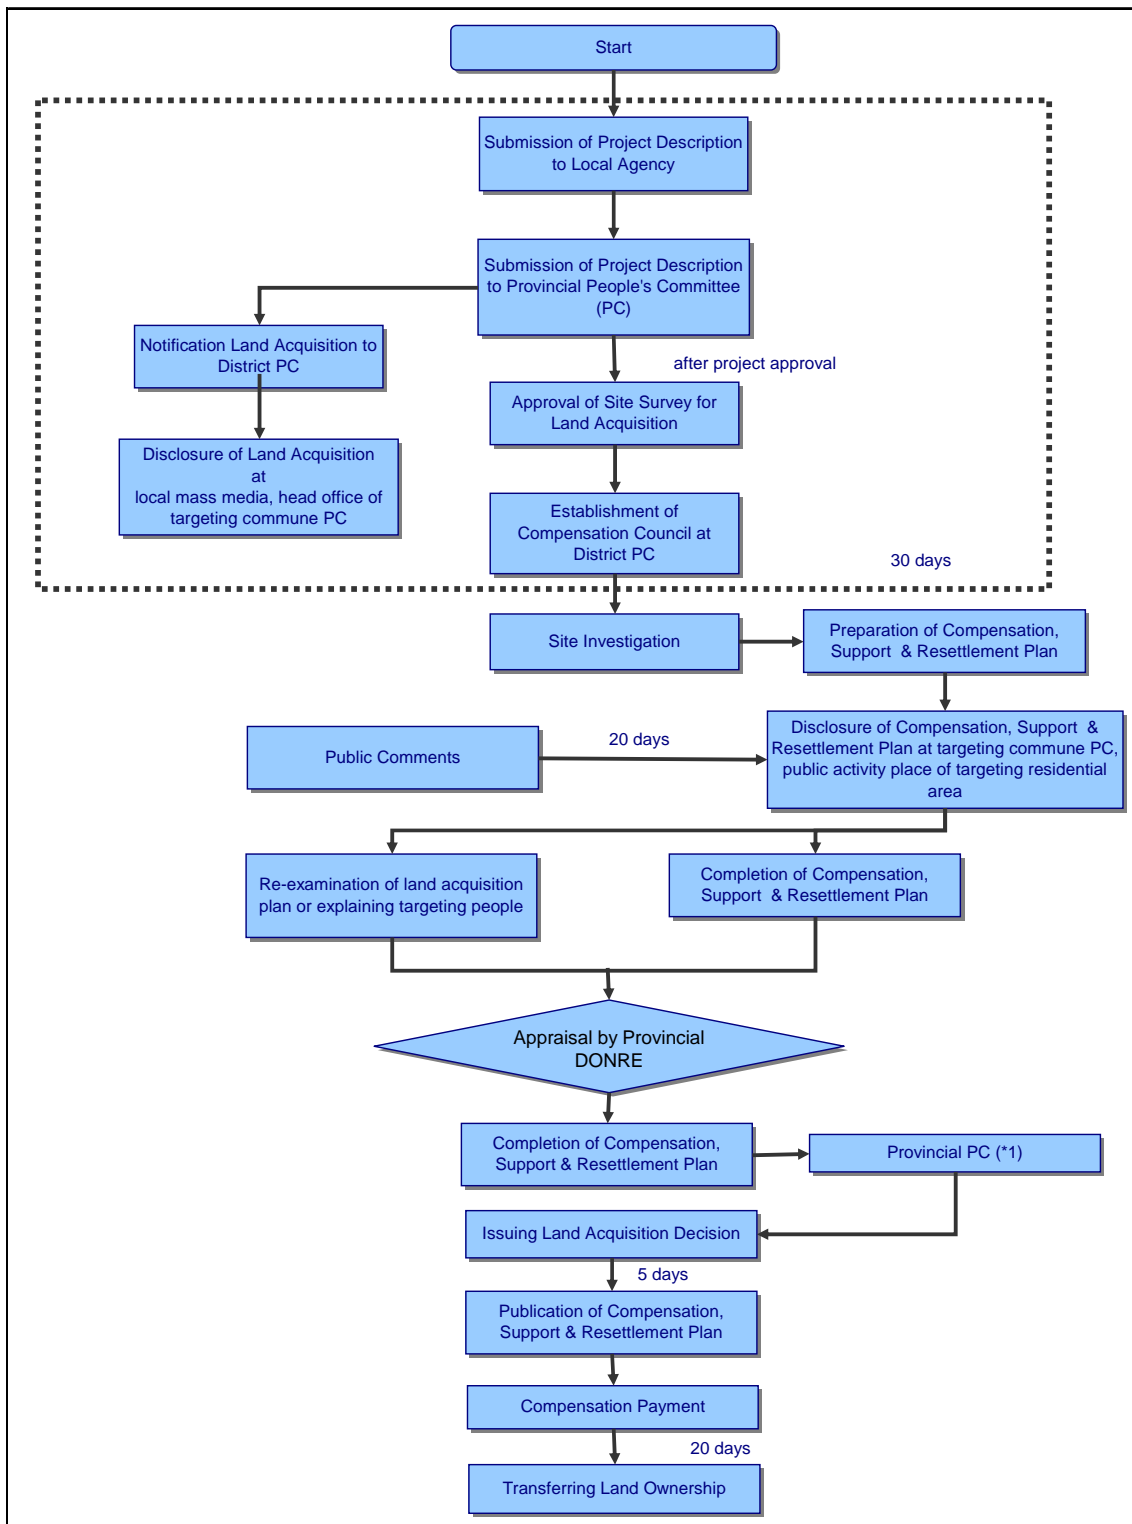 Start
Submission of Project Description
to Local Agency
Submission of Project Description
to Provincial People's Committee
(PC)
Notification Land Acquisition to
District PC
after project approval
Approval of Site Survey for
Land Acquisition
Disclosure of Land Acquisition
at
local mass media, head office of
targeting commune PC
Establishment of
Compensation Council at
District PC
30 days
Site Investigation
Preparation of Compensation,
Support & Resettlement Plan
Public Comments
20 days
Disclosure of Compensation, Support &
Resettlement Plan at targeting commune PC,
public activity place of targeting residential
area
Re-examination of land acquisition
plan or explaining targeting people
Completion of Compensation,
Support & Resettlement Plan
Appraisal by Provincial
DONRE
Completion of Compensation,
Support & Resettlement Plan
Provincial PC (*1)
Issuing Land Acquisition Decision
5 days
Publication of Compensation,
Support & Resettlement Plan
Compensation Payment
20 days
Transferring Land Ownership